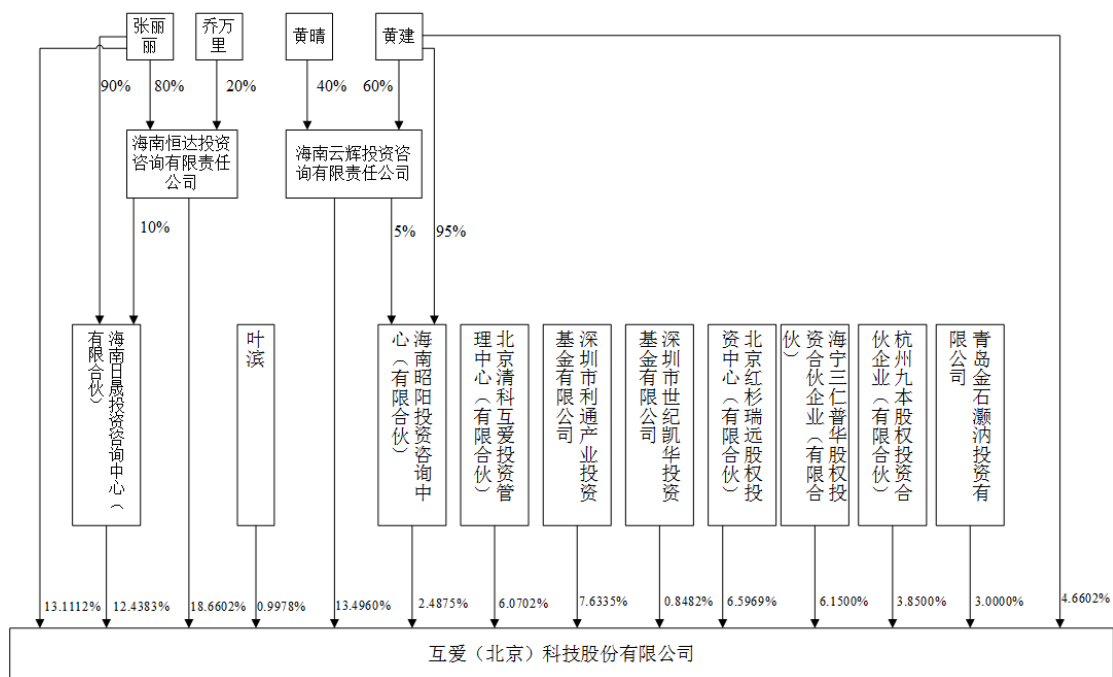 张丽
丽
乔万
里
黄晴
黄建
90%
80%
20%
40%
60%
海南恒达投资
咨询有限责任
公司
海南云辉投资咨
询有限责任公司
10%
5%
95%
海南日晟投资咨询中心（
有限合伙）
叶滨
海南昭阳投资咨询中
心（有限合伙）
北京清科互爱投资管
理中心（有限合伙）
深圳市利通产业投资
基金有限公司
深圳市世纪凯华投资
基金有限公司
北京红杉瑞远股权投
资中心（有限合伙）
海宁三仁普华股权投
资合伙企业（有限合
伙）
杭州九本股权投资合
伙企业（有限合伙）
青岛金石灏汭投资有
限公司
13.1112%
12.4383%
18.6602%
0.9978%
13.4960%
2.4875%
6.0702%
7.6335%
0.8482%
6.5969%
6.1500%
3.8500%
3.0000%
4.6602%
互爱（北京）科技股份有限公司